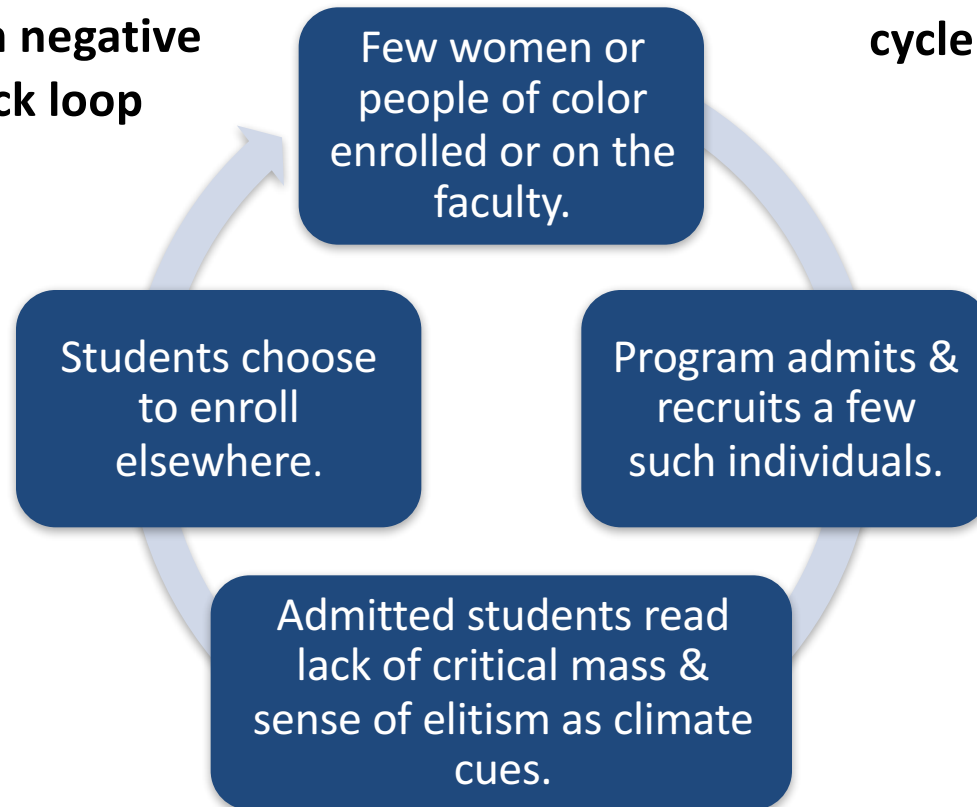 negative
loop
cycle
Few women or
people of color
enrolled or on the
faculty.
Program admits &
recruits a few
such individuals.
Admitted students read
lack of critical mass &
sense of elitism as climate
cues.
Students choose
to enroll
elsewhere.